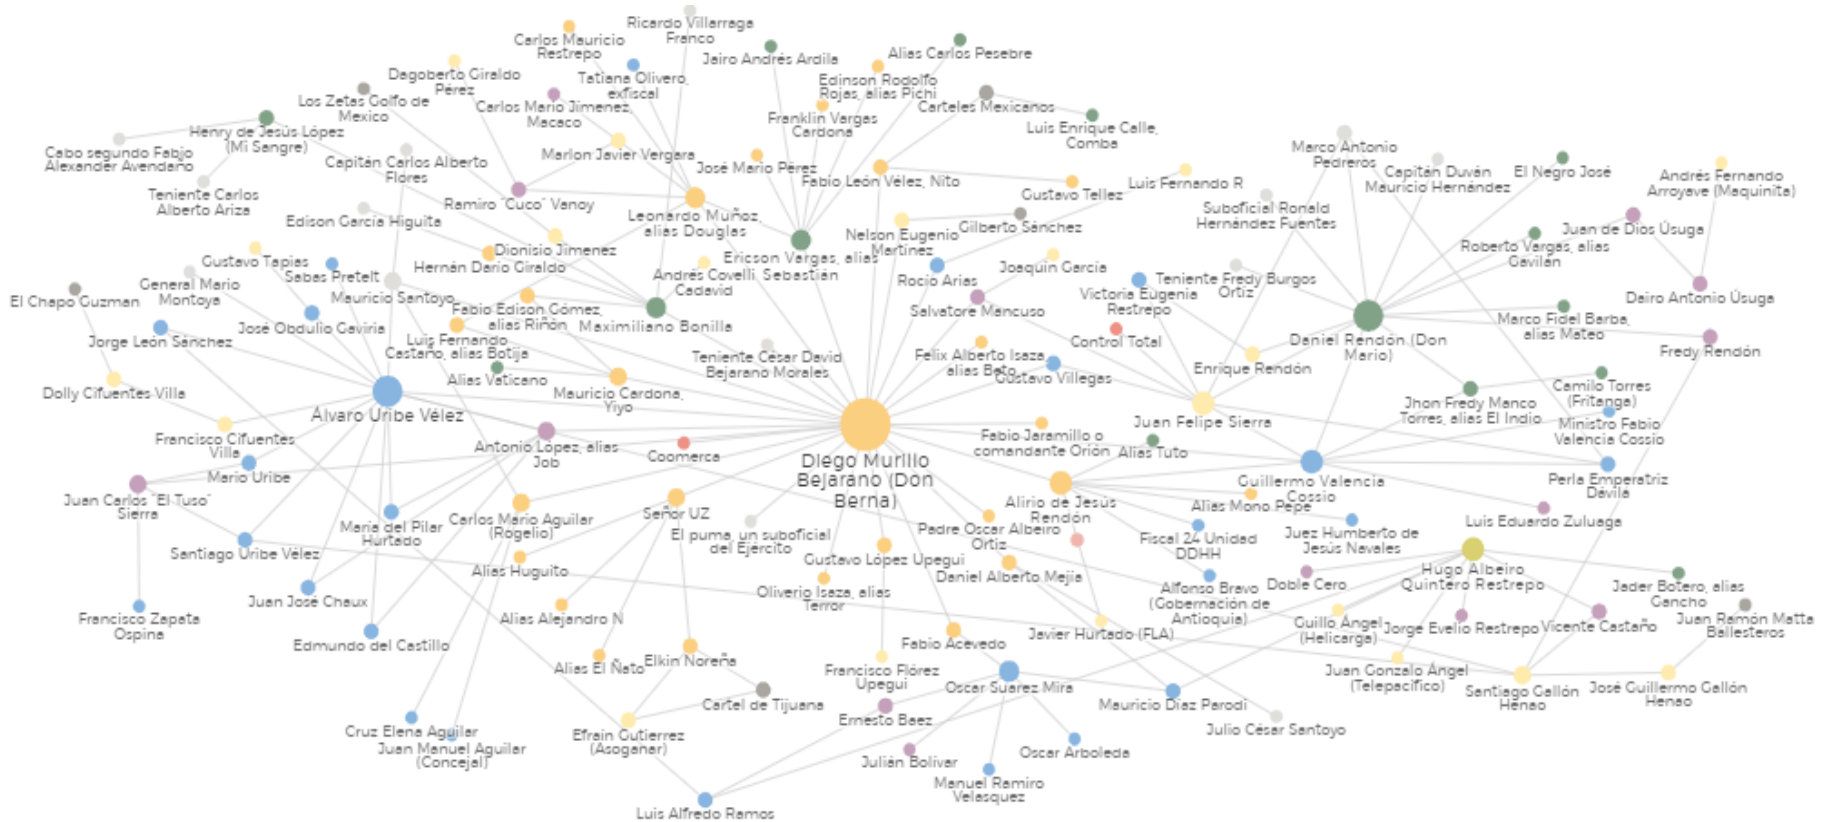 Ricardo Villarraga
Franco
Carlos Mauricio
Restrepo
Jairo Andrés Ardila
Alias Carlos Pesebre
Dagoberto Giraldo
Pérez
Tatiana Olivero,
exfiscal
Edinson Rodolfo
Rojas, alias Pichi
Los Zetas Golfo de
Mexico
Carlos Mario Jimenez,
Macaco
Franklin Vargas
Cardona
Carteles Mexicanos
Luis Enrique Calle,
Comba
Henry de Jesús López
(Mi Sangre)
Cabo segundo Fabio
Alexander Avendaño
Capitán Carlos Alberto
Flores
Marlon Javier Vergara
José Mario Pérez
Fabio León Vélez, Nito
Marco Antonio
Pedreros
Capitán Duván
Mauricio Hernández
El Negro José
Andrés Fernando
Arroyave (Maquinita)
Teniente Carlos
Alberto Ariza
Ramiro "Cuco" Vanoy
Gustavo Tellez
Luis Fernando R
Suboficial Ronald
Hernández Fuentes
Edison García Higuita
Leonardo Muñoz,
alias Douglas
Nelson Eugenio
Martínez
Gilberto Sánchez
Juan de Dios Úsuga
Roberto Vargas, alias
Gavilán
Gustavo Tapias
Dionisio Jimenez
Hernán Darío Giraldo
Ericson Vargas, alias
Sebastián
Andrés Covelli
Cadavid
Joaquín García
Rocio Arias
General Mario
Montoya
Sabas Pretelt
Mauricio Santoyo
Teniente Fredy Burgos
Ortiz
Victoria Eugenia
Restrepo
El Chapo Guzman
Dairo Antonio Úsuga
Fabio Edison Gómez,
alias Riñón
Salvatore Mancuso
José Obdulio Gaviria
Maximiliano Bonilla
Marco Fidel Barba,
alias Mateo
Jorge León Sánchez
Luis Fernando
Castaño, alias Botija
Control Total
Daniel Rendón (Don
Mario)
Fredy Rendón
Teniente César David
Bejarano Morales
Felix Alberto Isaza,
alias Beto
Gustavo Villegas
Enrique Rendón
Alias Vaticano
Dolly Cifuentes Villa
Mauricio Cardona,
Yiyo
Camilo Torres
(Fritanga)
Jhon Fredy Manco
Torres, alias El Indio
Álvaro Uribe Vélez
Juan Felipe Sierra
Ministro Fabio
Valencia Cossio
Francisco Cifuentes
Villa
Antonio López, alias
Job
Coomerca
Diego Murillo
Bejarano (Don
Berna)
Fabio Jaramillo o
comandante Orión
Alias Tuto
Mario Uribe
Guillermo Valencia
Cossio
Perla Emperatriz
Dávila
Juan Carlos "El Tuso"
Sierra
Alirio de Jesús
Rendón
Alias Mono Pepe
María del Pilar
Hurtado
Carlos Mario Aguilar
(Rogelio)
Señor UZ
Luis Eduardo Zuluaga
El puma, un suboficial
del Ejército
Padre Oscar Albeiro
Ortiz
Fiscal 24 Unidad
DDHH
Juez Humberto de
Jesús Navales
Santiago Uribe Vélez
Gustavo López Upegui
Alias Huguito
Daniel Alberto Mejia
Hugo Albeiro
Quintero Restrepo
Doble Cero
Oliverio Isaza, alias
Terror
Alfonso Bravo
(Gobernación de
Antioquia)
Jader Botero, alias
Gancho
Juan José Chaux
Francisco Zapata
Ospina
Alias Alejandro N
Javier Hurtado (FLA)
Guillo Ángel
(Helicarga)
Jorge Evelio Restrepo
Vicente Castaño
Juan Ramón Matta
Ballesteros
Edmundo del Castillo
Fabio Acevedo
Alias El Ñato
Elkin Noreña
Francisco Flórez
Upegui
Oscar Suarez Mira
Juan Gonzalo Ángel
(Telepacífico)
Santiago Gallón
Henao
José Guillermo Gallón
Henao
Cartel de Tijuana
Mauricio Díaz Parodi
Ernesto Baez
Julio César Santoyo
Cruz Elena Aguilar
Juan Manuel Aguilar
(Concejal)
Efraín Gutierrez
(Asoganar)
Oscar Arboleda
Julián Bolívar
Manuel Ramiro
Velasquez
Luis Alfredo Ramos